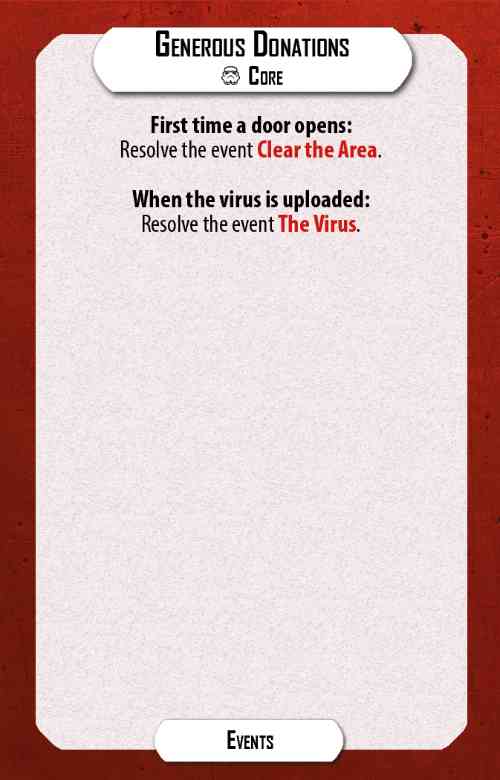 Generous Donations
Core
First time a door opens:
Resolve the event Clear the Area.
When the virus is uploaded:
Resolve the event The Virus.
Events